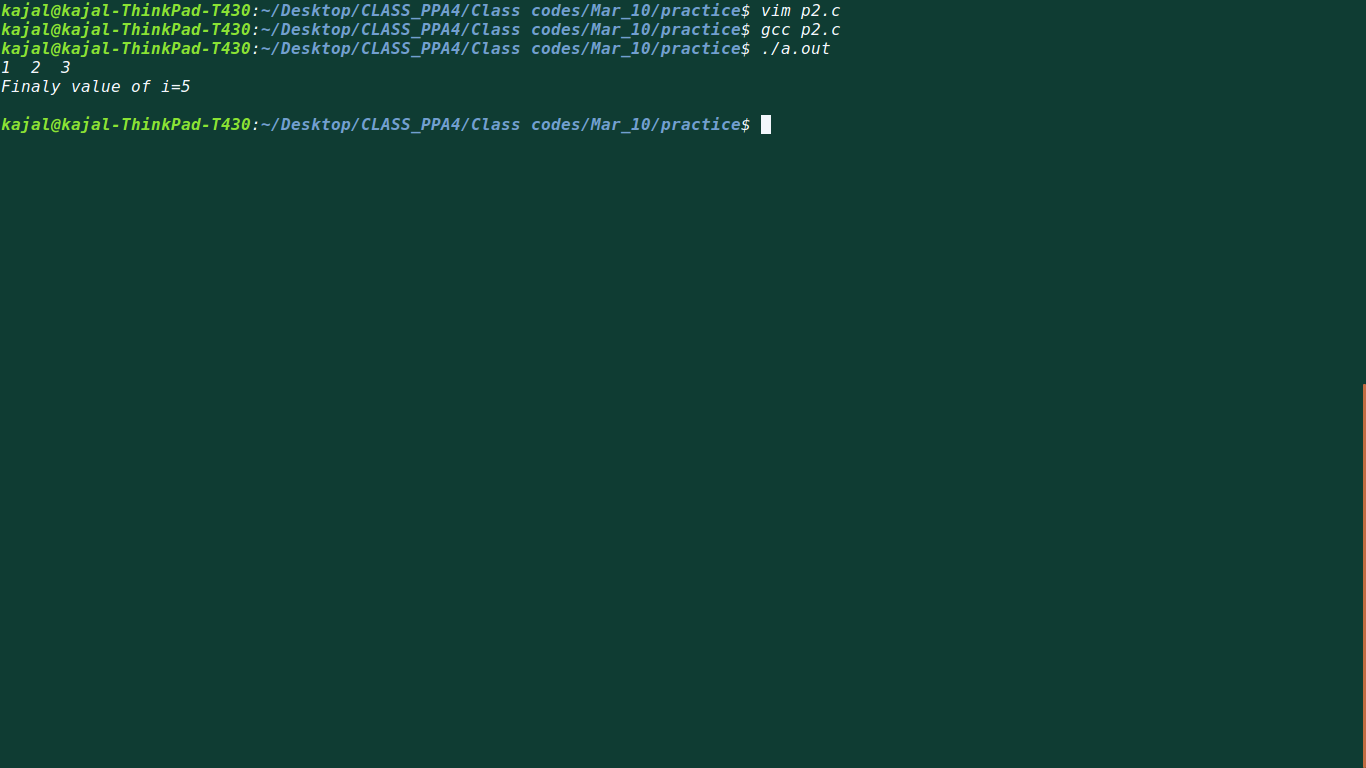 kajal@kajal-ThinkPad-T430:~/Desktop/CLASS_PPA4/Class codes/Mar_10/practice$ vim p2.c
kajal@kajal-ThinkPad-T430:~/Desktop/CLASS_PPA4/Class codes/Mar_10/practice$ gcc p2.c
kajal@kajal-ThinkPad-T430:~/Desktop/CLASS_PPA4/Class codes/Mar_10/practice$ ./a.out
1  2  3
Finaly value of i=5
kajal@kajal-ThinkPad-T430:~/Desktop/CLASS_PPA4/Class codes/Mar_10/practice$